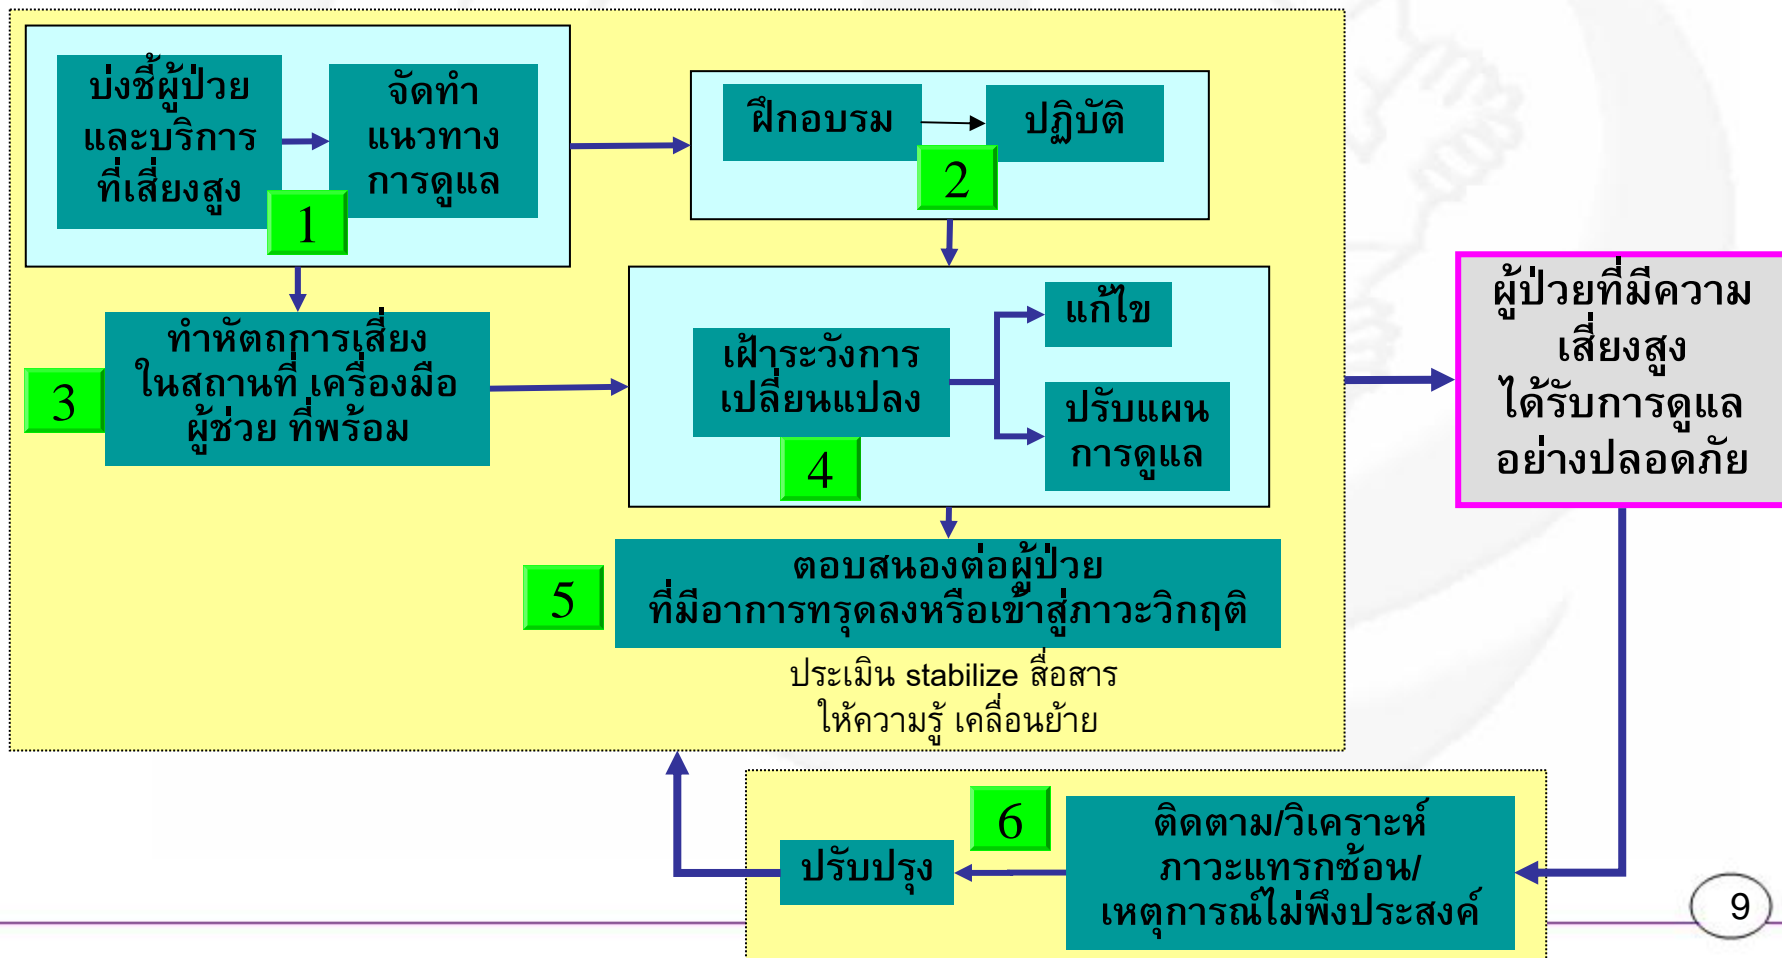 บ่งชี้ผู้ป่วย
และบริการ
ที่เสี่ยงสูง
จัดทำ
แนวทาง
การดูแล
1
ฝึกอบรม
ปฏิบัติ
2
ทำหัตถการเสี่ยง
ในสถานที่ เครื่องมือ
ผู้ช่วย ที่พร้อม
3
เฝ้าระวังการ
เปลี่ยนแปลง
4
แก้ไข
ปรับแผน
การดูแล
5
ตอบสนองต่อผู้ป่วย
ที่มีอาการทรุดลงหรือเข้าสู่ภาวะวิกฤติ
ประเมิน stabilize สื่อสาร
ให้ความรู้ เคลื่อนย้าย
ผู้ป่วยที่มีความ
เสี่ยงสูง
ได้รับการดูแล
อย่างปลอดภัย
6
ติดตาม/วิเคราะห์
ภาวะแทรกซ้อน/
เหตุการณ์ไม่พึงประสงค์
ปรับปรุง
9